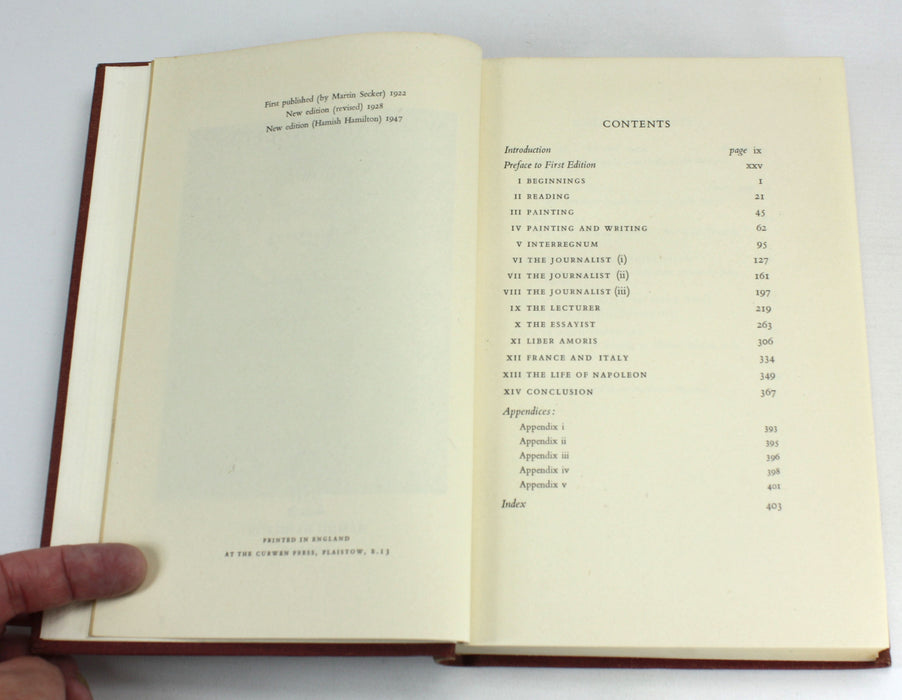 First published (by Martin Secker) 1922
New edition (revised) 1928
New edition (Hamish Hamilton) 1947
PRINTED IN ENGLAND
AT THE CURWEN PRESS, PLAISTOW, E.13
CONTENTS
Introduction page ix
Preface to First Edition xxv
I BEGINNINGS 1
II READING 21
III PAINTING 45
IV PAINTING AND WRITING 62
V INTERREGNUM 95
VI THE JOURNALIST (i) 127
VII THE JOURNALIST (ii) 161
VIII THE JOURNALIST (iii) 197
IX THE LECTURER 219
X THE ESSAYIST 263
XI LIBER AMORIS 306
XII FRANCE AND ITALY 334
XIII THE LIFE OF NAPOLEON 349
XIV CONCLUSION 367
Appendices:
Appendix i 393
Appendix ii 395
Appendix iii 396
Appendix iv 398
Appendix v 401
Index 403